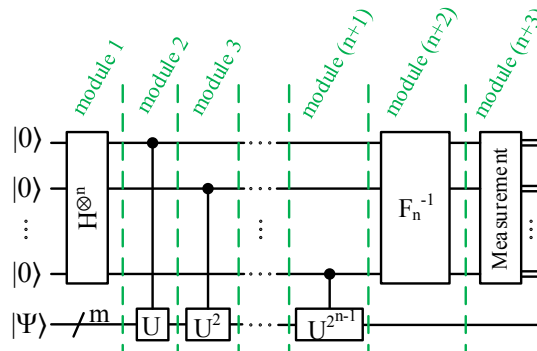 module 1
module 2
module 3
module (n+1)
module (n+2)
module (n+3)
|0⟩
|0⟩
⋮
|0⟩
|Ψ⟩
m
H⊗n
U
U²
....
⋮
....
U²ⁿ⁻¹
Fₙ⁻¹
Measurement
⋮